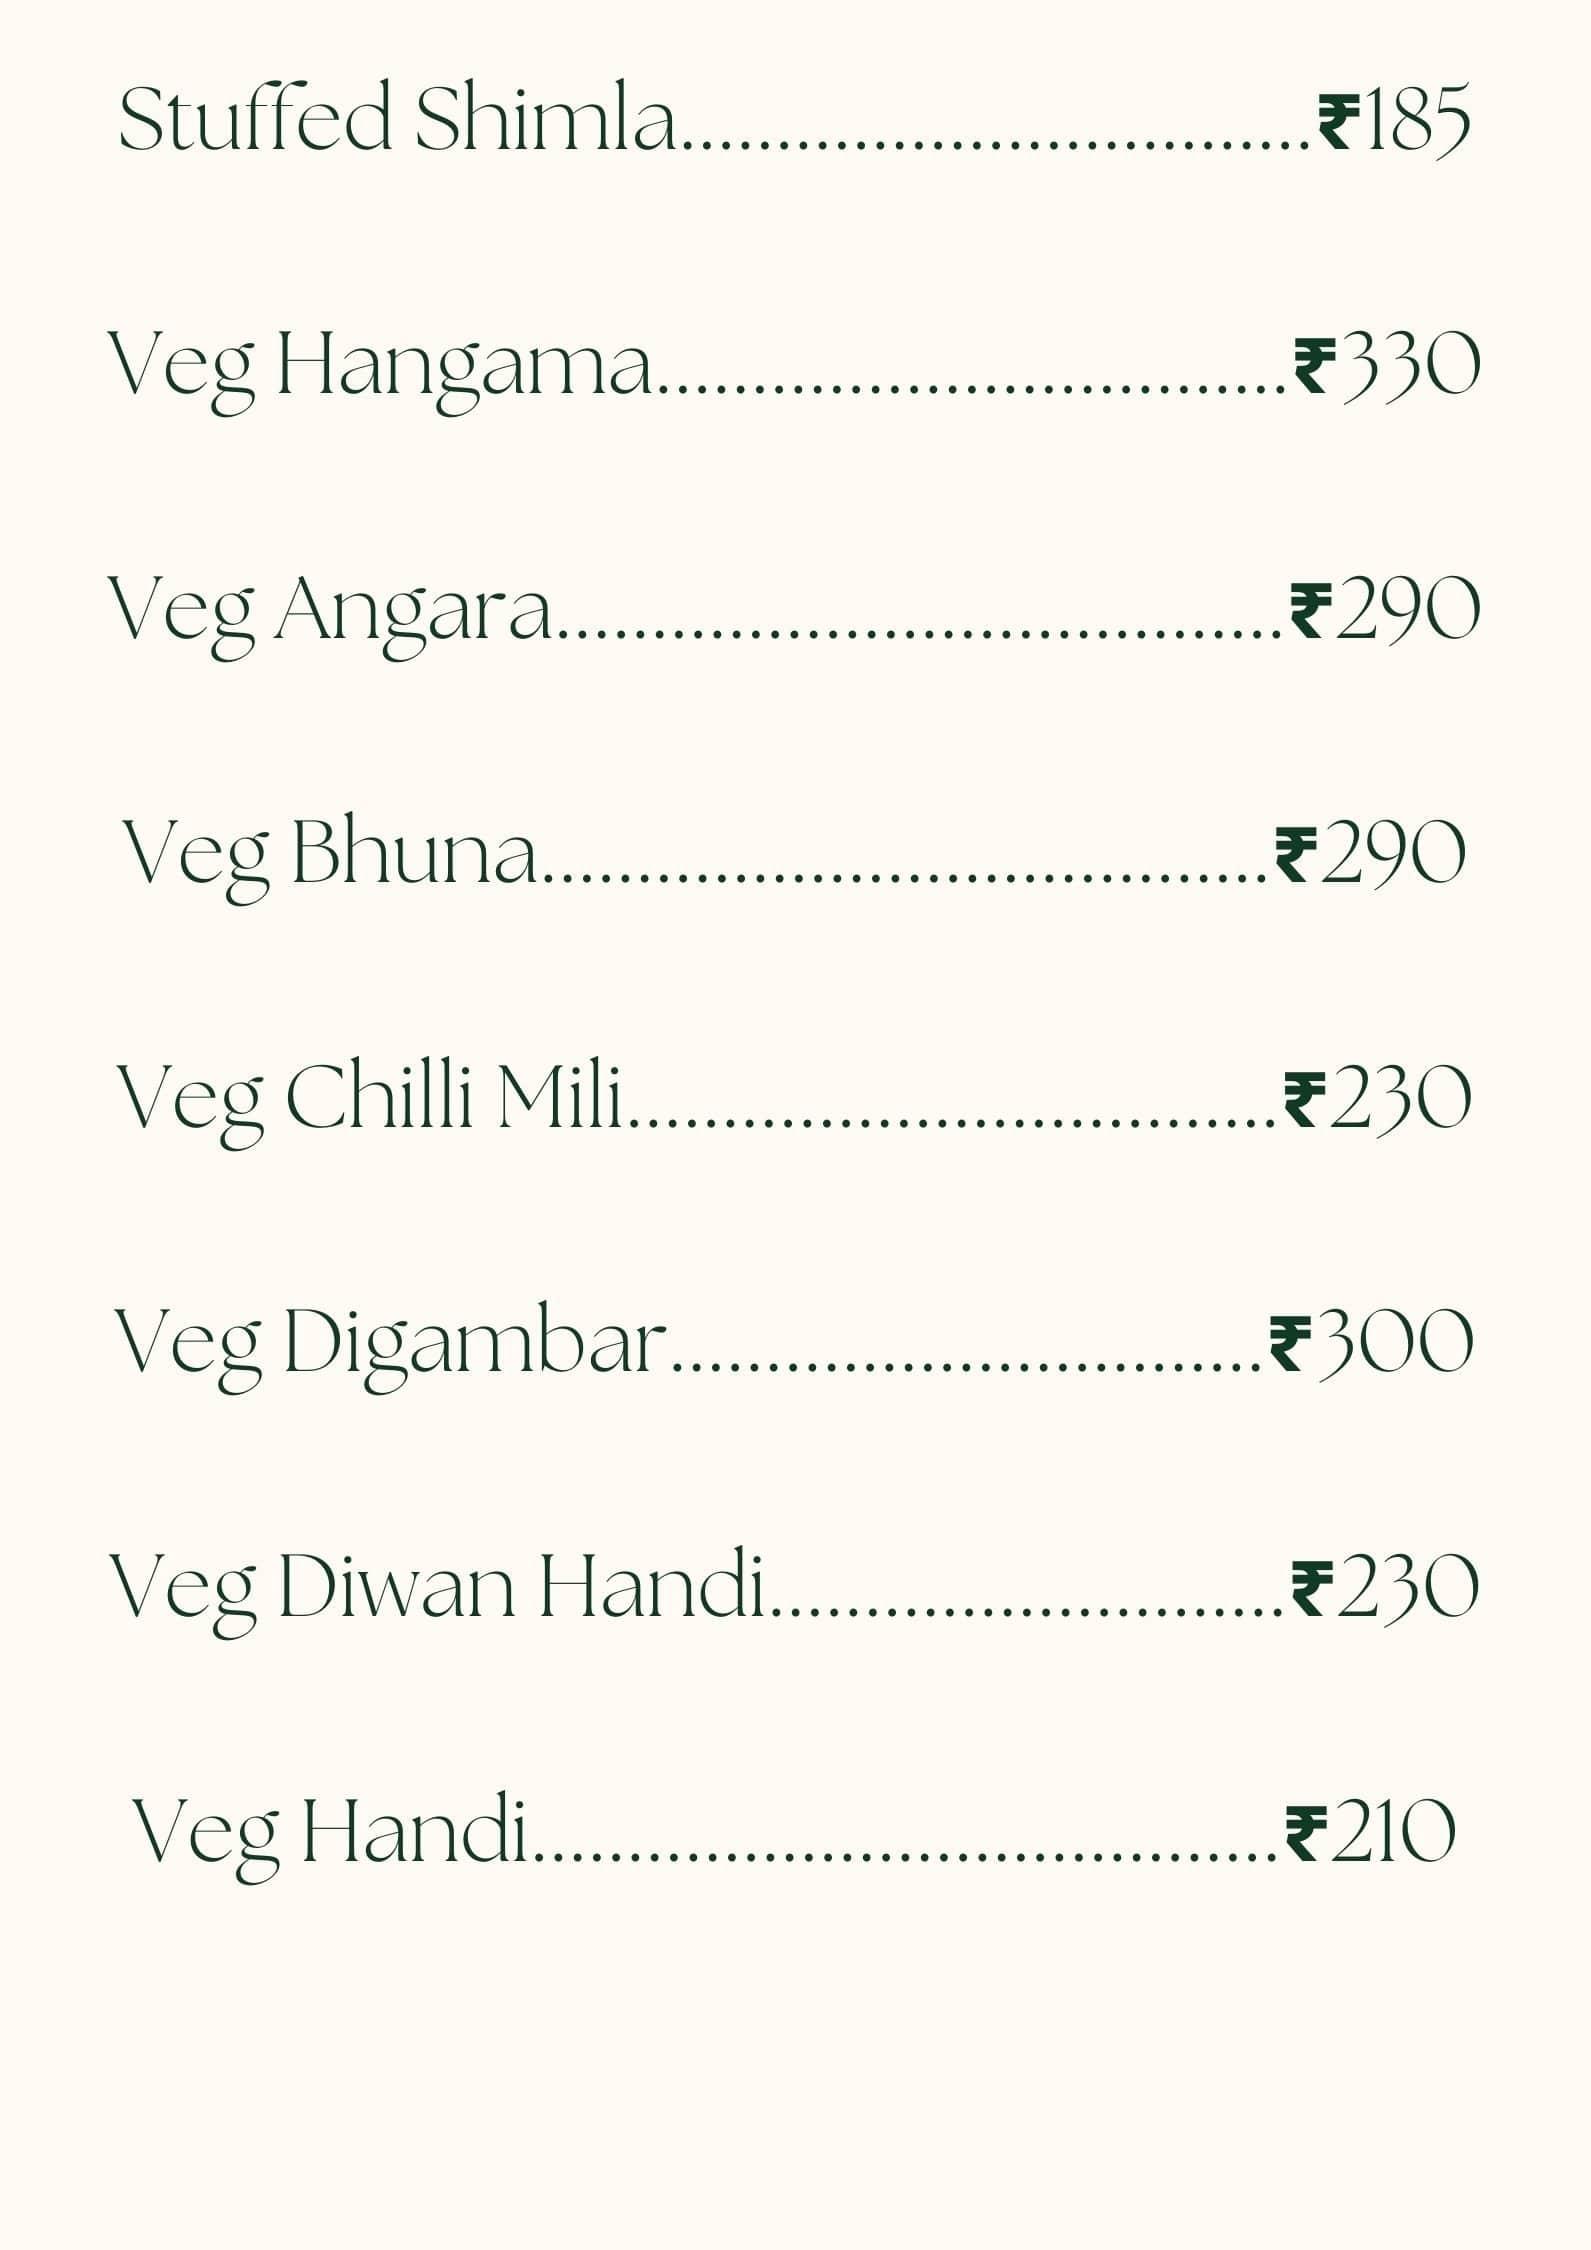 Stuffed Shimla.................................₹185
Veg Hangama.................................₹330
Veg Angara......................................₹290
Veg Bhuna......................................₹290
Veg Chilli Mili..................................₹230
Veg Digambar...............................₹300
Veg Diwan Handi...........................₹230
Veg Handi.......................................₹210